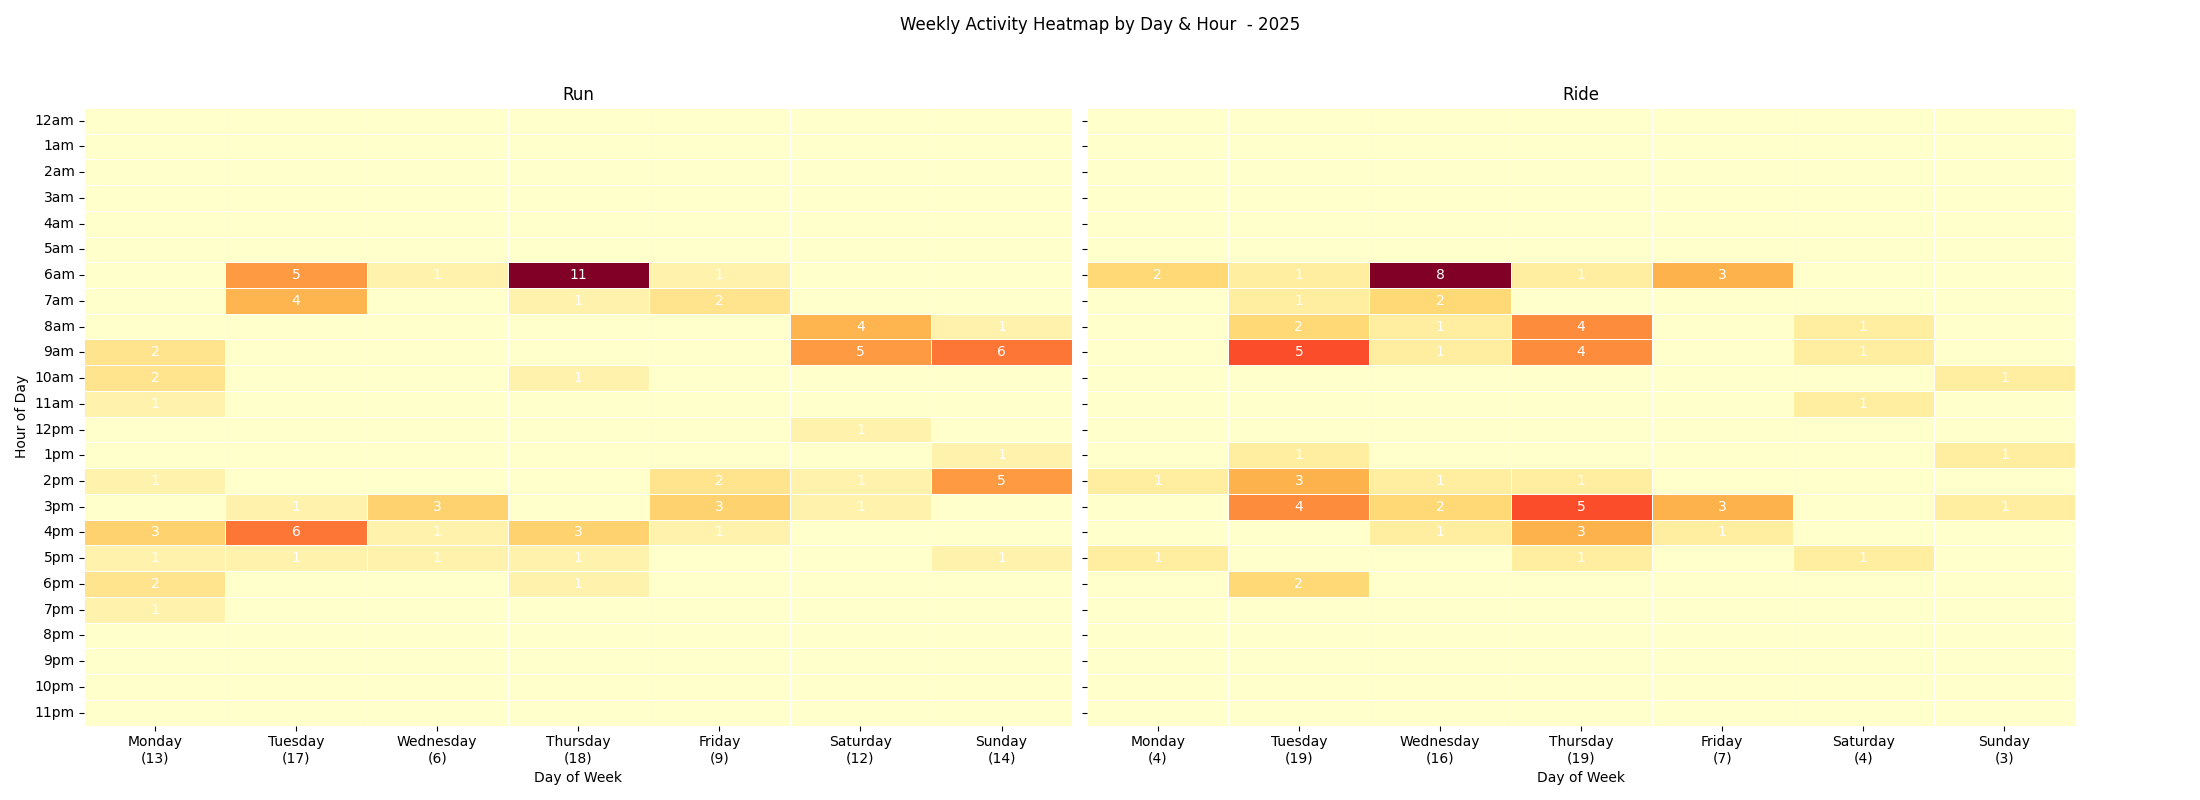 Weekly Activity Heatmap by Day & Hour - 2025
Run
Ride
Hour of Day
12am
1am
2am
3am
4am
5am
6am 5 1 11 1 2 1 8 1 3
7am 4 1 2 1 2
8am 4 1 2 1 4 1
9am 2 5 6 5 1 4 1
10am 2 1 1
11am 1 1
12pm 1
1pm 1 1 1
2pm 1 2 1 5 1 3 1 1
3pm 1 3 3 1 4 2 5 3 1
4pm 3 6 1 3 1 1 3 1
5pm 1 1 1 1 1 1 1 1
6pm 2 1 2
7pm 1
8pm
9pm
10pm
11pm
Monday Tuesday Wednesday Thursday Friday Saturday Sunday
(13) (17) (6) (18) (9) (12) (14)
Day of Week
Monday Tuesday Wednesday Thursday Friday Saturday Sunday
(4) (19) (16) (19) (7) (4) (3)
Day of Week